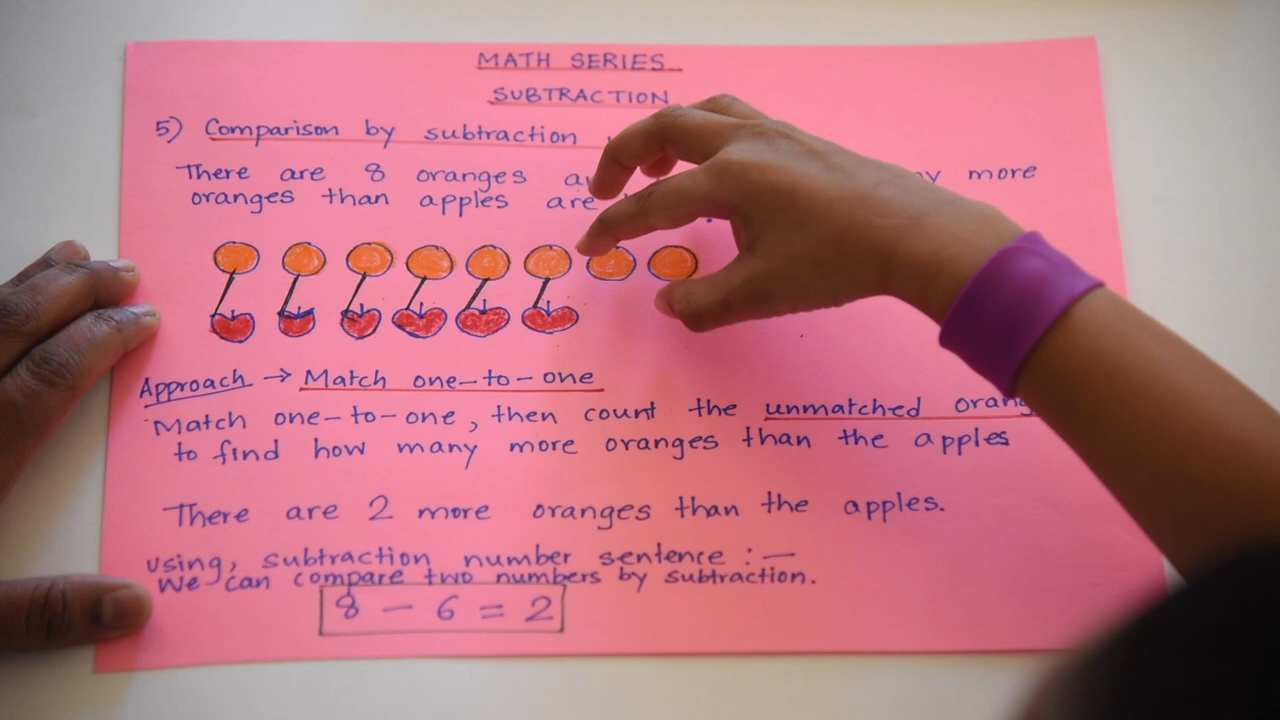 MATH SERIES
SUBTRACTION
5) Comparison by subtraction
There are 8 oranges more
oranges than apples are
Approach → Match one-to-one
Match one-to-one, then count the unmatched
to find how many more oranges than the apples
There are 2 more oranges than the apples.
using, subtraction number sentence :—
We can compare two numbers by subtraction.
8 - 6 = 2